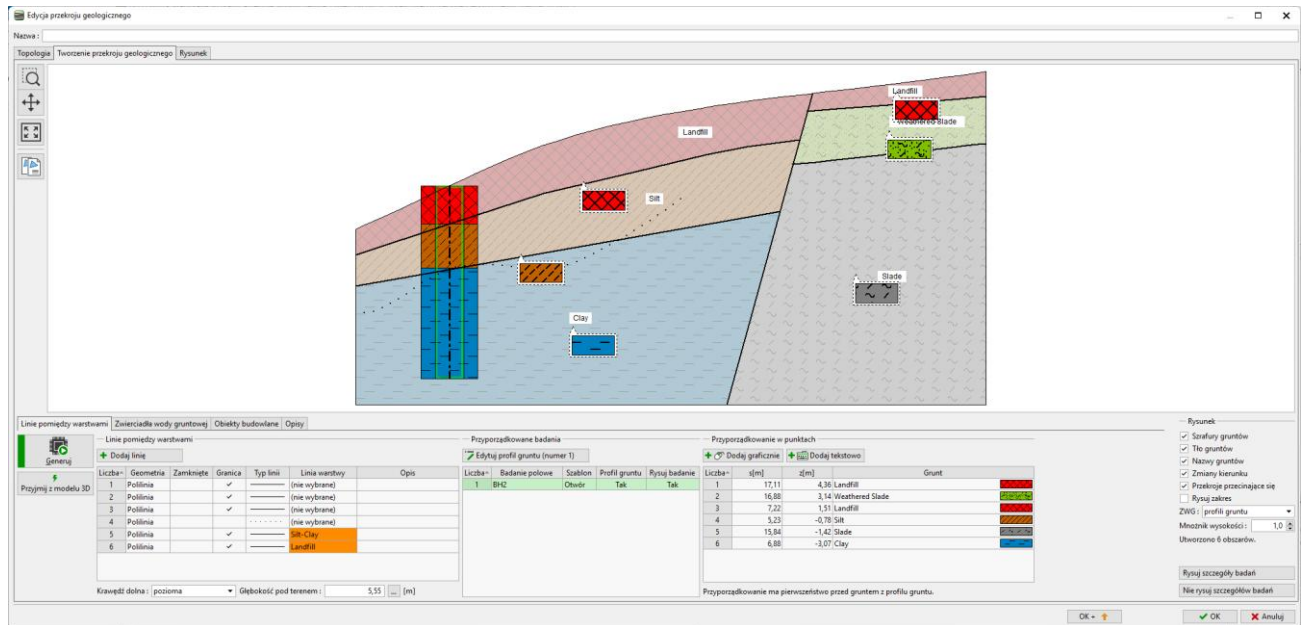 Edycja przekroju geologicznego
Nazwa :
Topologia Tworzenie przekroju geologicznego Rysunek
Landfill
Weathered Slade
Landfill
Silt
Slade
Clay
Linie pomiędzy warstwami Zwierciadła wody gruntowej Obiekty budowlane Opisy
Generuj
Przyjmij z modelu 3D
Linie pomiędzy warstwami
Dodaj linię
Liczba Geometria Zamknięte Granica Typ linii Linia warstwy Opis
1 Polilinia (nie wybrane)
2 Polilinia (nie wybrane)
3 Polilinia (nie wybrane)
4 Polilinia (nie wybrane)
5 Polilinia Silt-Clay
6 Polilinia Landfill
Krawędź dolna : pozioma Głębokość pod terenem : 5,55 ... [m]
Przyporządkowane badania
Edytuj profil gruntu (numer 1)
Liczba Badanie polowe Szablon Profil gruntu Rysuj badanie
1 BH2 Otwór Tak Tak
Przyporządkowanie w punktach
Dodaj graficznie Dodaj tekstowo
Liczba s[m] z[m] Grunt
1 17,11 4,36 Landfill
2 16,88 3,14 Weathered Slade
3 7,22 1,51 Landfill
4 5,23 -0,78 Silt
5 15,84 -1,42 Slade
6 6,88 -3,07 Clay
Przyporządkowanie ma pierwszeństwo przed gruntem z profilu gruntu.
Rysunek
Szrafury gruntów
Tło gruntów
Nazwy gruntów
Zmiany kierunku
Przekroje przecinające się
Rysuj zakres
ZWG : profili gruntu
Mnożnik wysokości : 1,0
Utworzono 6 obszarów.
Rysuj szczegóły badań
Nie rysuj szczegółów badań
OK + OK Anuluj